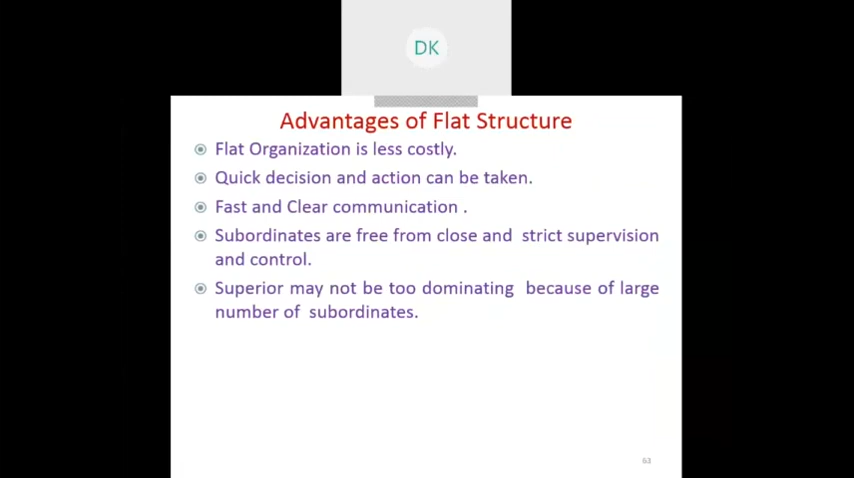 DK
Advantages of Flat Structure
Flat Organization is less costly.
Quick decision and action can be taken.
Fast and Clear communication .
Subordinates are free from close and strict supervision
and control.
Superior may not be too dominating because of large
number of subordinates.
63